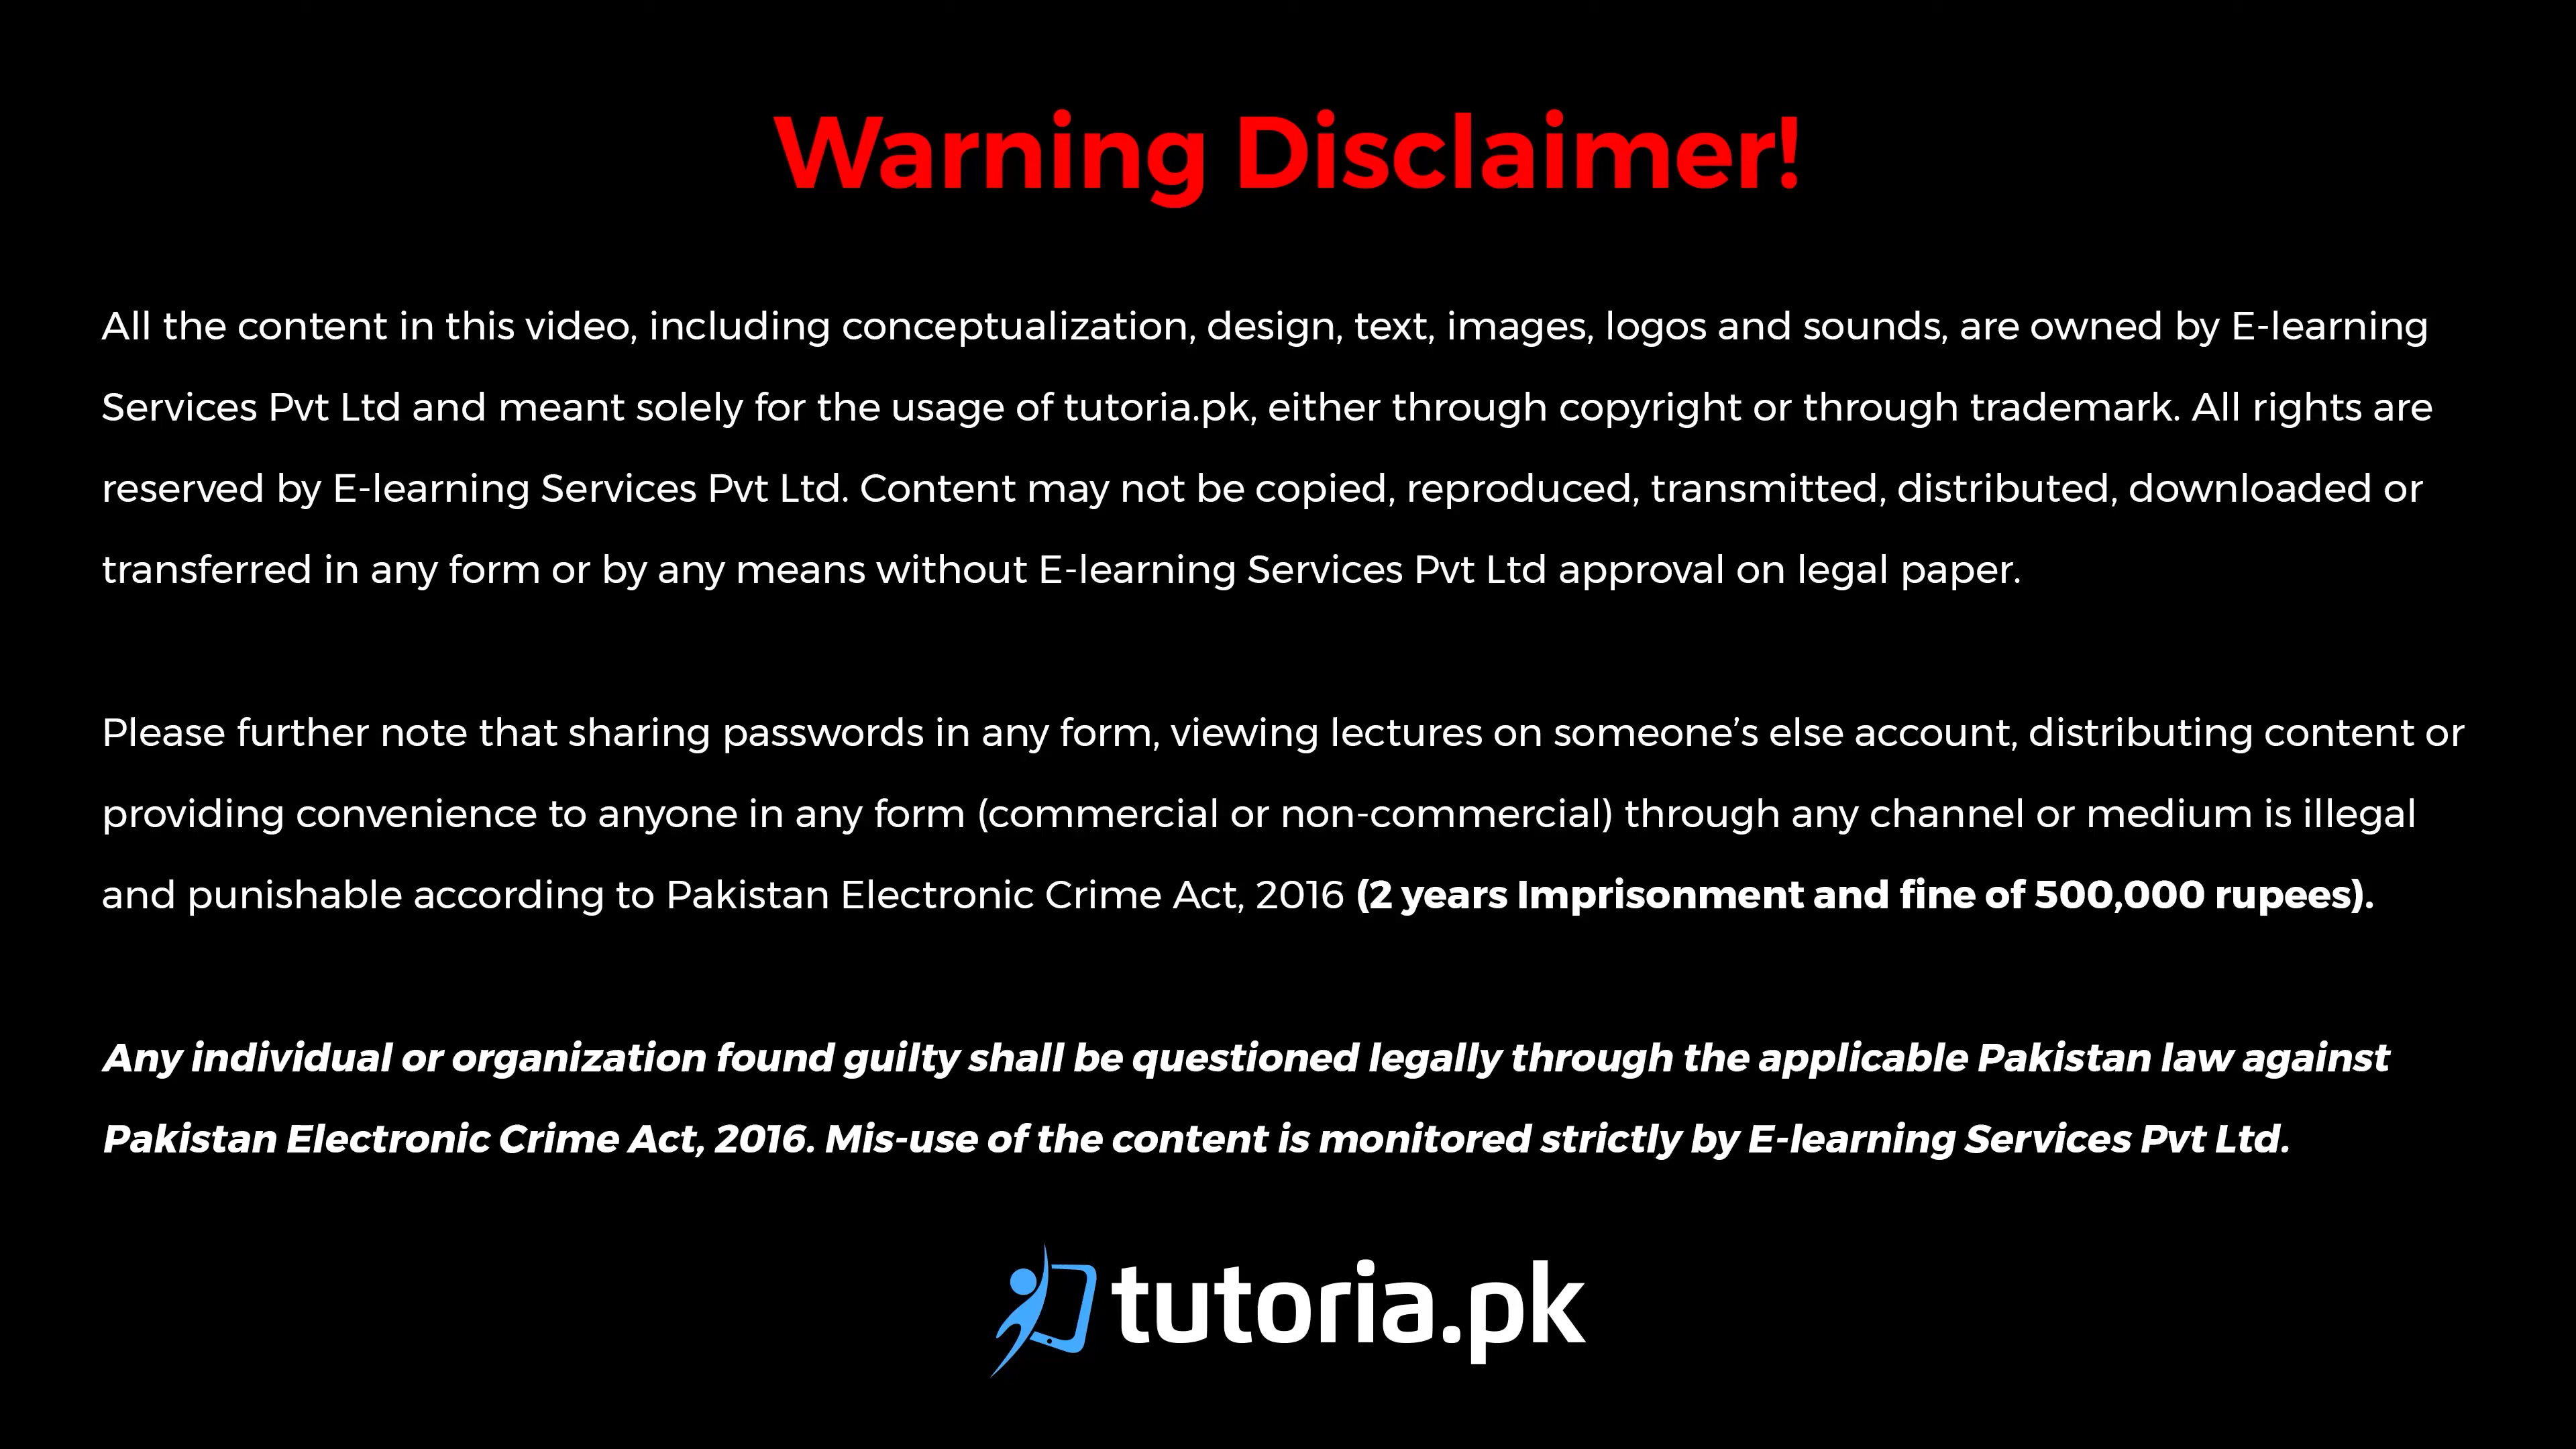 Warning Disclaimer!
All the content in this video, including conceptualization, design, text, images, logos and sounds, are owned by E-learning
Services Pvt Ltd and meant solely for the usage of tutoria.pk, either through copyright or through trademark. All rights are
reserved by E-learning Services Pvt Ltd. Content may not be copied, reproduced, transmitted, distributed, downloaded or
transferred in any form or by any means without E-learning Services Pvt Ltd approval on legal paper.
Please further note that sharing passwords in any form, viewing lectures on someone’s else account, distributing content or
providing convenience to anyone in any form (commercial or non-commercial) through any channel or medium is illegal
and punishable according to Pakistan Electronic Crime Act, 2016 (2 years Imprisonment and fine of 500,000 rupees).
Any individual or organization found guilty shall be questioned legally through the applicable Pakistan law against
Pakistan Electronic Crime Act, 2016. Mis-use of the content is monitored strictly by E-learning Services Pvt Ltd.
tutoria.pk